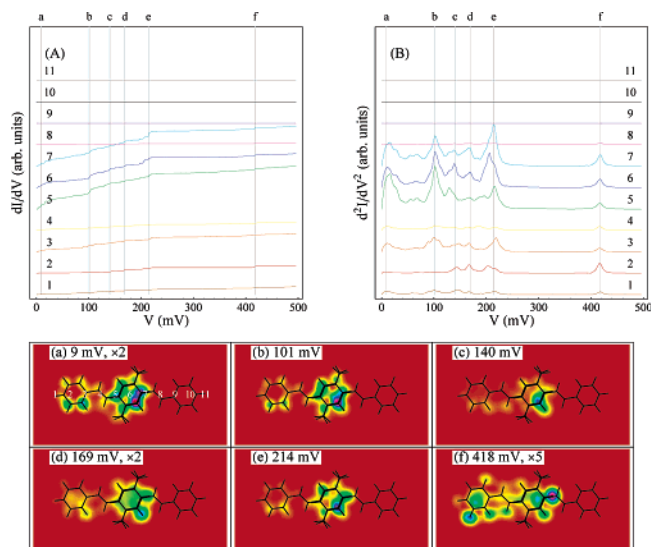 a b c d e f
a b c d e f
(A)
(B)
11
10
9
8
7
6
5
4
3
2
1
11
10
9
8
7
6
5
4
3
2
1
dI/dV (arb. units)
d²I/dV² (arb. units)
0 100 200 300 400 500
0 100 200 300 400 500
V (mV)
V (mV)
(a) 9 mV, ×2
(b) 101 mV
(c) 140 mV
1 2 6 8 9 10 11
(d) 169 mV, ×2
(e) 214 mV
(f) 418 mV, ×5